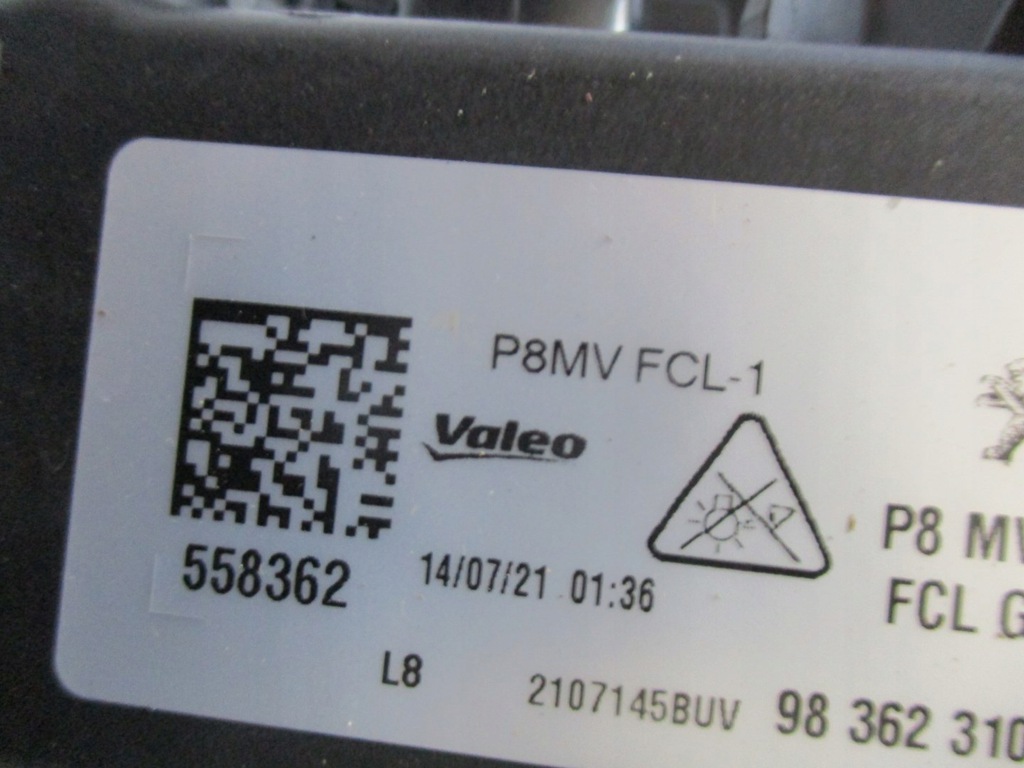 P8MV FCL-1
Valeo
558362
14/07/21 01:36
P8 MV
FCL G
L8
2107145BUV 98 362 310